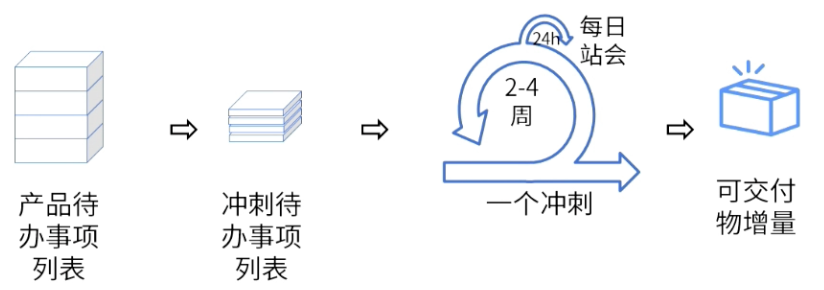 24h
每日
站会
2-4
周
产品待
办事项
列表
冲刺待
办事项
列表
一个冲刺
可交付
物增量